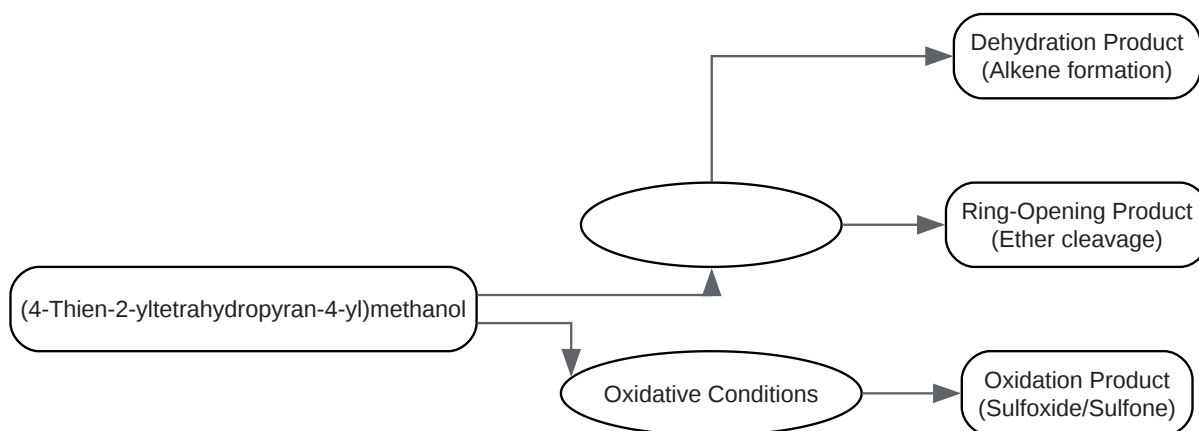 Dehydration Product
(Alkene formation)
Ring-Opening Product
(Ether cleavage)
(4-Thien-2-yltetrahydropyran-4-yl)methanol
Oxidative Conditions
Oxidation Product
(Sulfoxide/Sulfone)